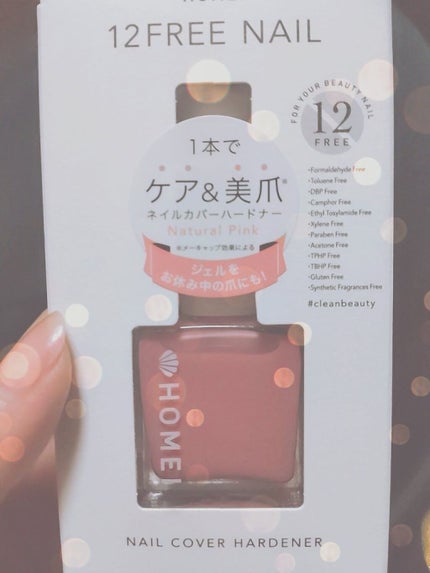 12FREE NAIL
FOR YOUR BEAUTY NAIL
12
FREE
1本で
ケア&美爪※
ネイルカバーハードナー
Natural Pink
※メーキャップ効果による
ジェルを
お休み中の爪にも!
・Formaldehyde Free
・Toluene Free
・DBP Free
・Camphor Free
・Ethyl Tosylamide Free
・Xylene Free
・Paraben Free
・Acetone Free
・TPHP Free
・TBHP Free
・Gluten Free
・Synthetic Fragrances Free
#cleanbeauty
HOMEI
NAIL COVER HARDENER